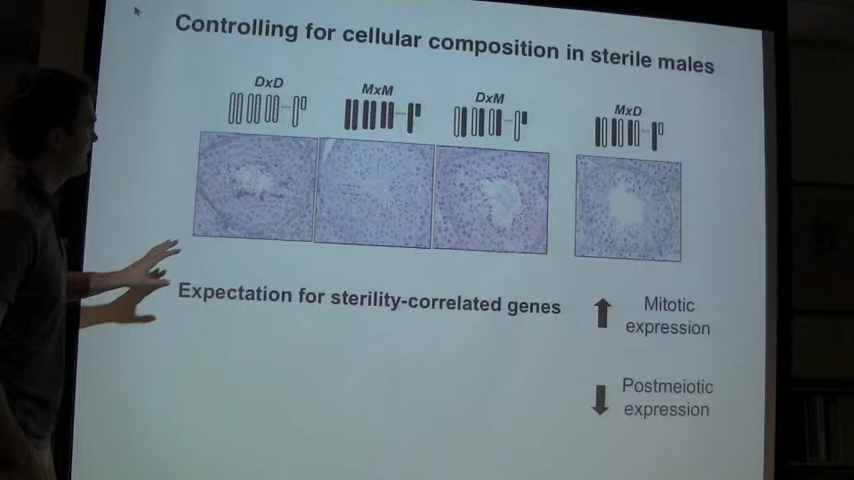 Controlling for cellular composition in sterile males
DxD
MxM
DxM
MxD
Expectation for sterility-correlated genes
Mitotic
expression
Postmeiotic
expression